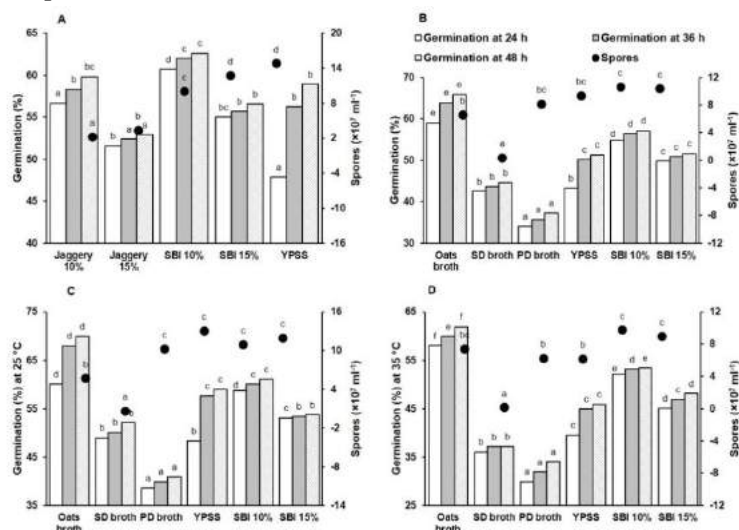 A
Germination (%)
65
60
55
50
45
40
a b bc
b a ii
b c c
bc b b
a b d
a b c d d
Jaggery 10%
Jaggery 15%
SBI 10%
SBI 15%
YPSS
20
14
8
2
-4
-10
-16
Spores (×10⁷ ml⁻¹)
B
Germination at 24 h
Germination at 36 h
Germination at 48 h
Spores
Germination (%)
70
60
50
40
30
e e e
b b b
a a a
b c c
d d d
c c c
b a c c c c
Oats broth
SD broth
PD broth
YPSS
SBI 10%
SBI 15%
12
8
4
0
-4
-8
-12
Spores (×10⁷ ml⁻¹)
C
Germination (%) at 25 °C
75
65
55
45
35
d d d
b b b
a a a
b c c
d c c
c c c
b a c c c c
Oats broth
SD broth
PD broth
YPSS
SBI 10%
SBI 15%
16
10
4
-2
-8
-14
Spores (×10⁷ ml⁻¹)
D
Germination (%) at 35 °C
65
55
45
35
25
f f f
b b b
a a a
c c c
e e e
d d d
b a b b c c
Oats broth
SD broth
PD broth
YPSS
SBI 10%
SBI 15%
10
5
0
-5
-10
Spores (×10⁷ ml⁻¹)